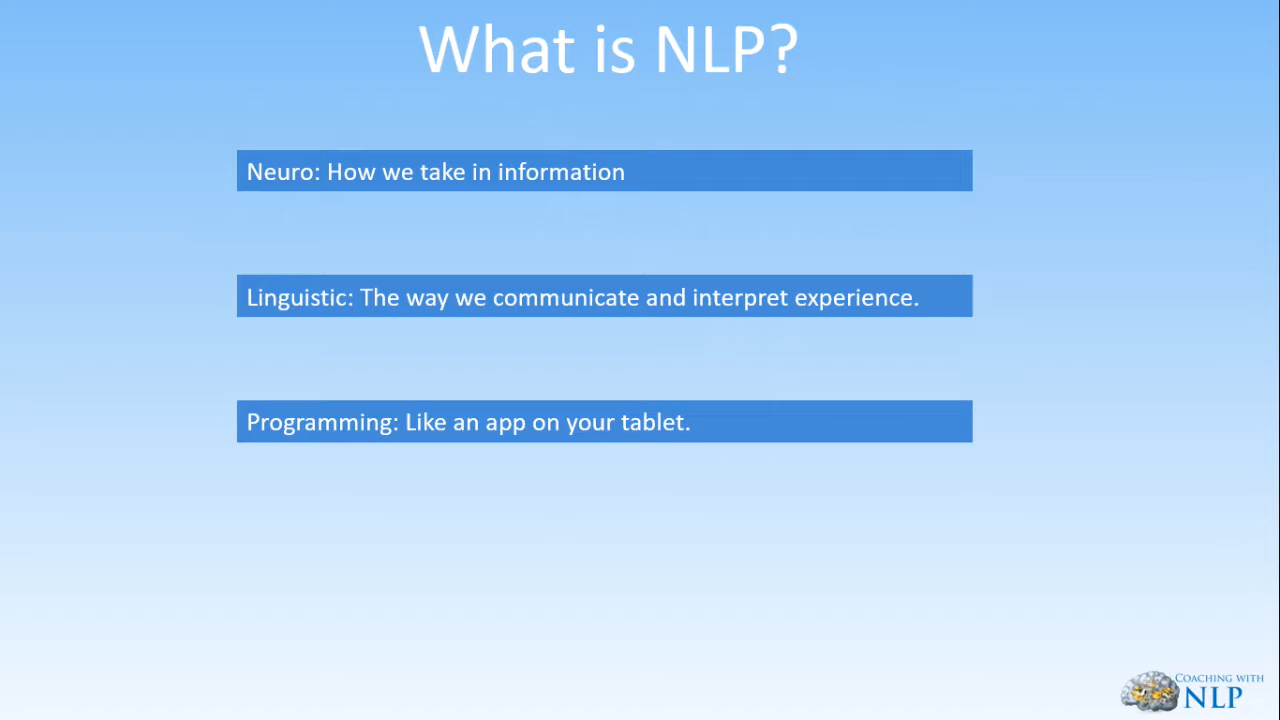 What is NLP?
Neuro: How we take in information
Linguistic: The way we communicate and interpret experience.
Programming: Like an app on your tablet.
COACHING WITH
NLP